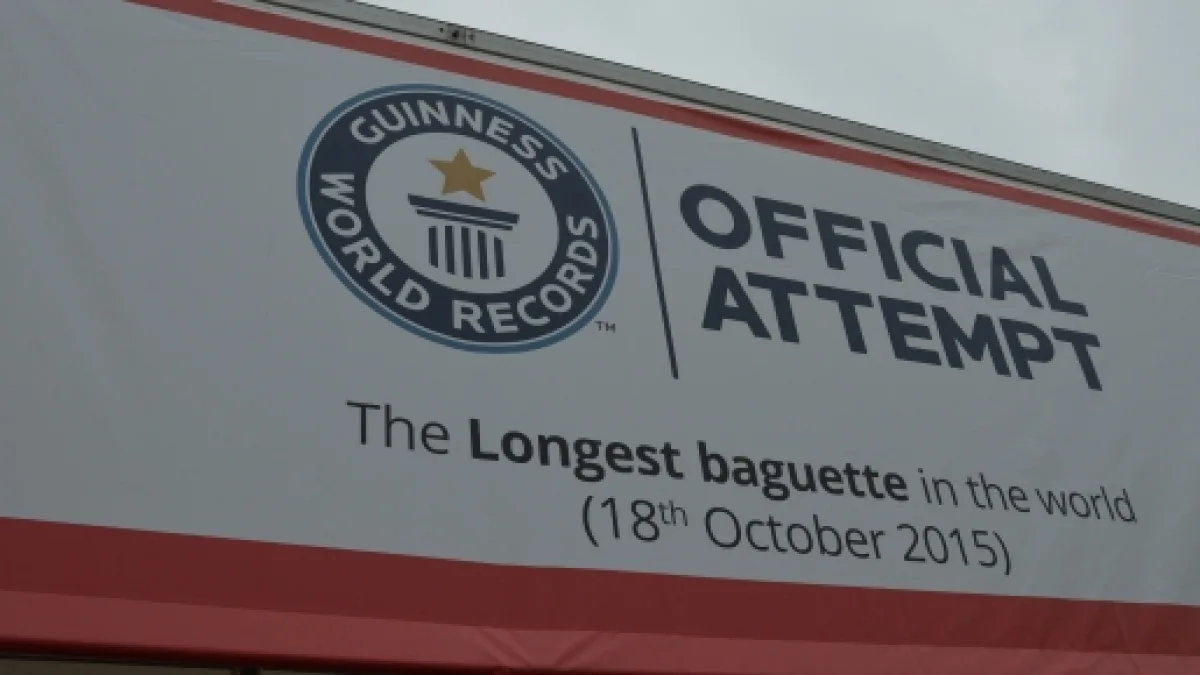 GUINNESS
WORLD RECORDS
TM
OFFICIAL
ATTEMPT
The Longest baguette in the world
(18th October 2015)